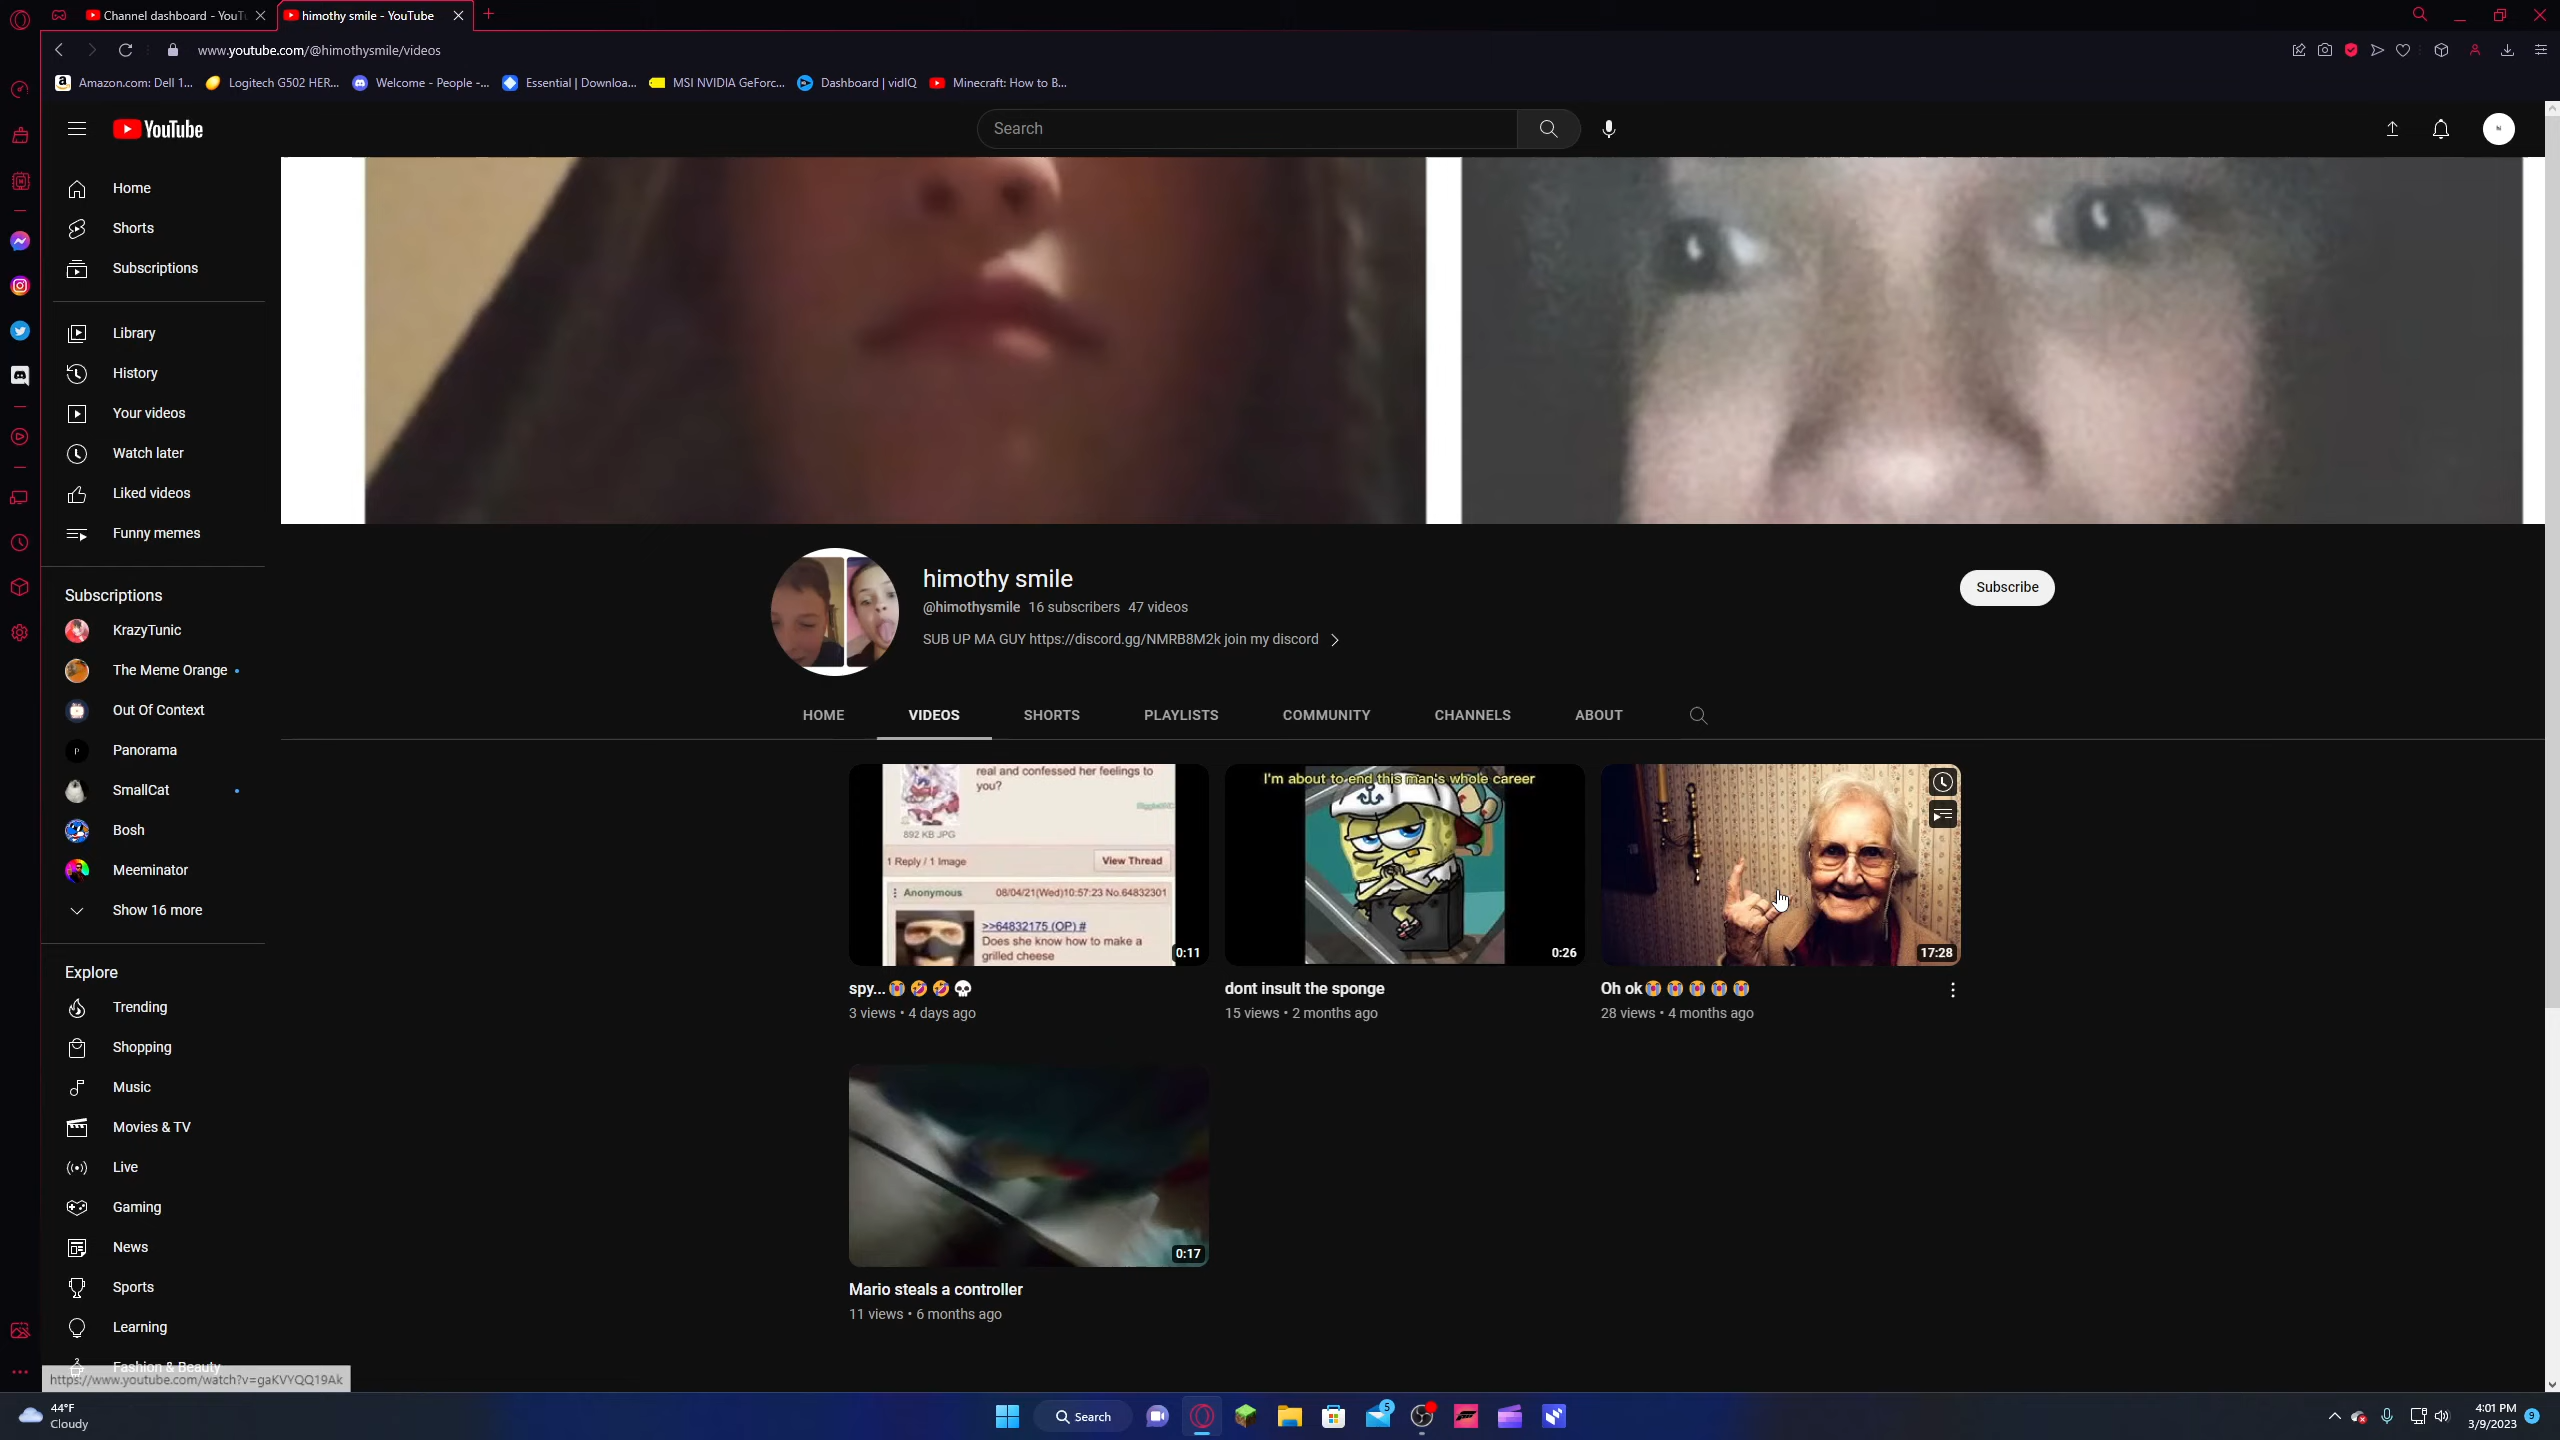 Channel dashboard - YouTu
himothy smile - YouTube
www.youtube.com/@himothysmile/videos
Amazon.com: Dell 1...
Logitech G502 HER...
Welcome - People -...
Essential | Downloa...
MSI NVIDIA GeForc...
Dashboard | vidIQ
Minecraft: How to B...
YouTube
Search
Home
Shorts
Subscriptions
Library
History
Your videos
Watch later
Liked videos
Funny memes
Subscriptions
KrazyTunic
The Meme Orange
Out Of Context
Panorama
SmallCat
Bosh
Meeminator
Show 16 more
Explore
Trending
Shopping
Music
Movies & TV
Live
Gaming
News
Sports
Learning
Fashion & Beauty
https://www.youtube.com/watch?v=gaKVYQQ19Ak
himothy smile
@himothysmile 16 subscribers 47 videos
SUB UP MA GUY https://discord.gg/NMRB8M2k join my discord
Subscribe
HOME VIDEOS SHORTS PLAYLISTS COMMUNITY CHANNELS ABOUT
real and confessed her feelings to
you?
892 KB JPG
1 Reply / 1 Image
View Thread
Anonymous 08/04/21(Wed)10:57:23 No.64832301
>>64832175 (OP) #
Does she know how to make a
grilled cheese
0:11
spy...😭🤣🤣💀
3 views • 4 days ago
I'm about to end this man's whole career
0:26
dont insult the sponge
15 views • 2 months ago
17:28
Oh ok😭😭😭😭😭
28 views • 4 months ago
0:17
Mario steals a controller
11 views • 6 months ago
44°F
Cloudy
Search
5
4:01 PM
3/9/2023
9